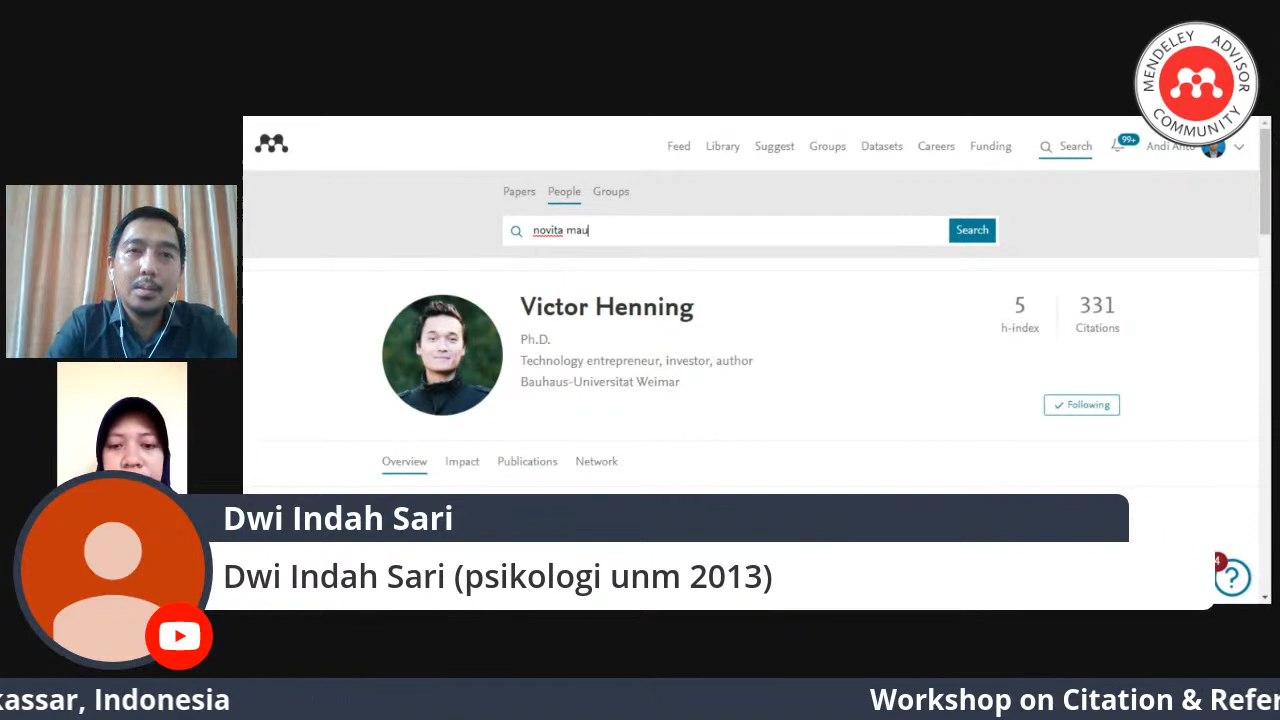 MENDELEY ADVISOR COMMUNITY
Feed Library Suggest Groups Datasets Careers Funding Search 99+ Andi Anto
Papers People Groups
novita mau Search
Victor Henning
Ph.D.
Technology entrepreneur, investor, author
Bauhaus-Universitat Weimar
5 331
h-index Citations
Following
Overview Impact Publications Network
Dwi Indah Sari
Dwi Indah Sari (psikologi unm 2013)
?
kassar, Indonesia Workshop on Citation & Refer